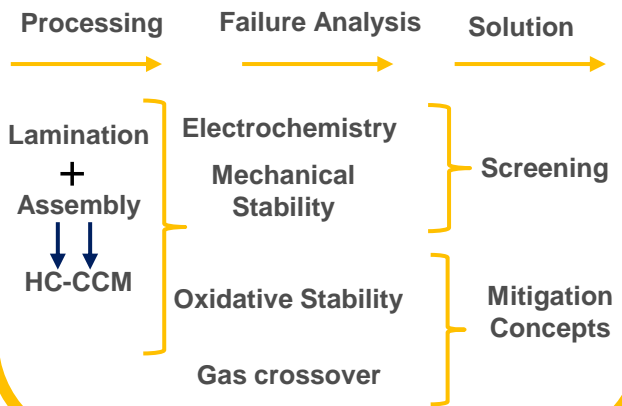 Processing
Failure Analysis
Solution
Lamination
+
Assembly
HC-CCM
Electrochemistry
Mechanical
Stability
Oxidative Stability
Gas crossover
Screening
Mitigation
Concepts